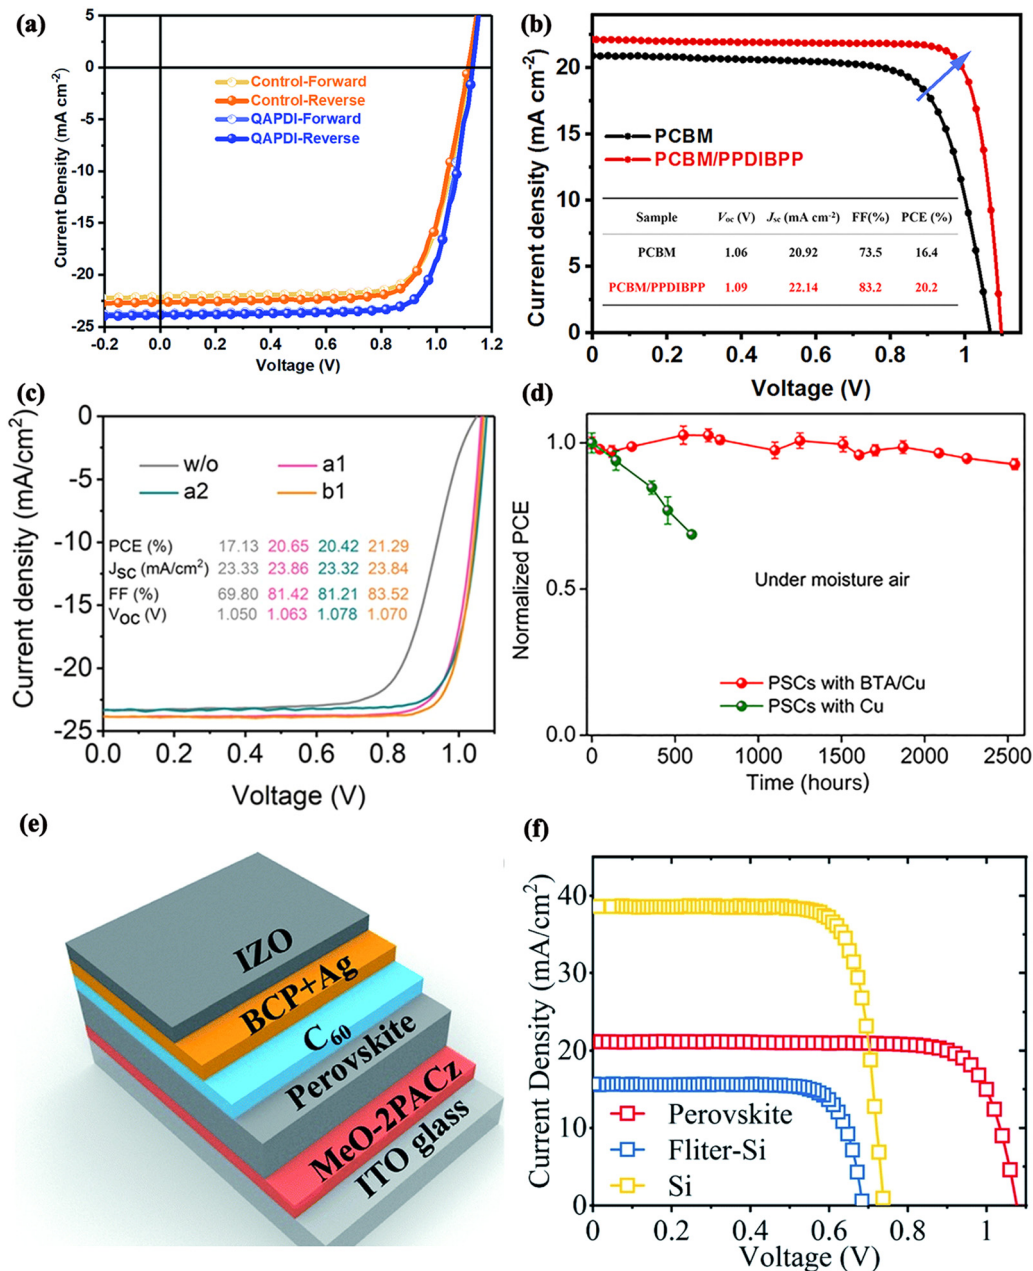 (a)
5
0
-5
-10
-15
-20
-25
Current Density (mA cm⁻²)
Control-Forward
Control-Reverse
QAPDI-Forward
QAPDI-Reverse
-0.2 0.0 0.2 0.4 0.6 0.8 1.0 1.2
Voltage (V)
(b)
20
15
10
5
0
Current density (mA cm⁻²)
PCBM
PCBM/PPDIBPP
Sample Voc (V) Jsc (mA cm⁻²) FF(%) PCE (%)
PCBM 1.06 20.92 73.5 16.4
PCBM/PPDIBPP 1.09 22.14 83.2 20.2
0 0.2 0.4 0.6 0.8 1
Voltage (V)
(c)
0
-5
-10
-15
-20
-25
Current density (mA/cm²)
w/o a1
a2 b1
PCE (%) 17.13 20.65 20.42 21.29
JSC (mA/cm²) 23.33 23.86 23.32 23.84
FF (%) 69.80 81.42 81.21 83.52
VOC (V) 1.050 1.063 1.078 1.070
0.0 0.2 0.4 0.6 0.8 1.0
Voltage (V)
(d)
1.0
0.5
0.0
Normalized PCE
Under moisture air
PSCs with BTA/Cu
PSCs with Cu
0 500 1000 1500 2000 2500
Time (hours)
(e)
IZO
BCP+Ag
C₆₀
Perovskite
MeO-2PACz
ITO glass
(f)
40
30
20
10
0
Current Density (mA/cm²)
Perovskite
Fliter-Si
Si
0 0.2 0.4 0.6 0.8 1
Voltage (V)